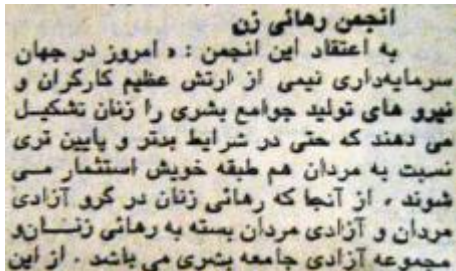 انجمن رهائی زن
به اعتقاد این انجمن : « امروز در جهان
سرمایه‌داری نیمی از ارتش عظیم کارگران و
نیرو های تولید جوامع بشری را زنان تشکیل
می دهند که حتی در شرایط بدتر و پایین تری
نسبت به مردان هم طبقه خویش استثمار می
شوند ، از آنجا که رهائی زنان در گرو آزادی
مردان و آزادی مردان بسته به رهائی زنان و
مجموعه آزادی جامعه بشری می باشد . از این